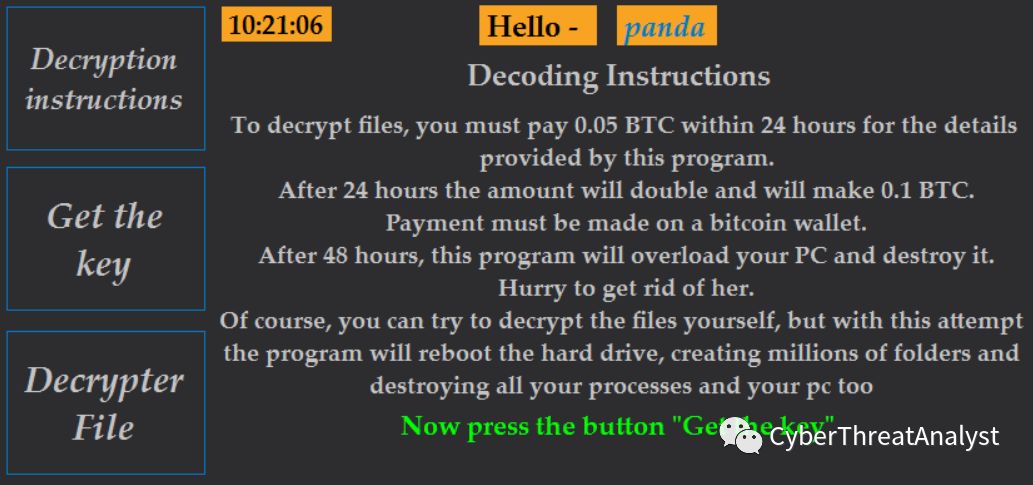 Decryption
instructions
Get the
key
Decrypter
File
10:21:06
Hello -
panda
Decoding Instructions
To decrypt files, you must pay 0.05 BTC within 24 hours for the details
provided by this program.
After 24 hours the amount will double and will make 0.1 BTC.
Payment must be made on a bitcoin wallet.
After 48 hours, this program will overload your PC and destroy it.
Hurry to get rid of her.
Of course, you can try to decrypt the files yourself, but with this attempt
the program will reboot the hard drive, creating millions of folders and
destroying all your processes and your pc too
Now press the button "Get the key"
CyberThreatAnalyst